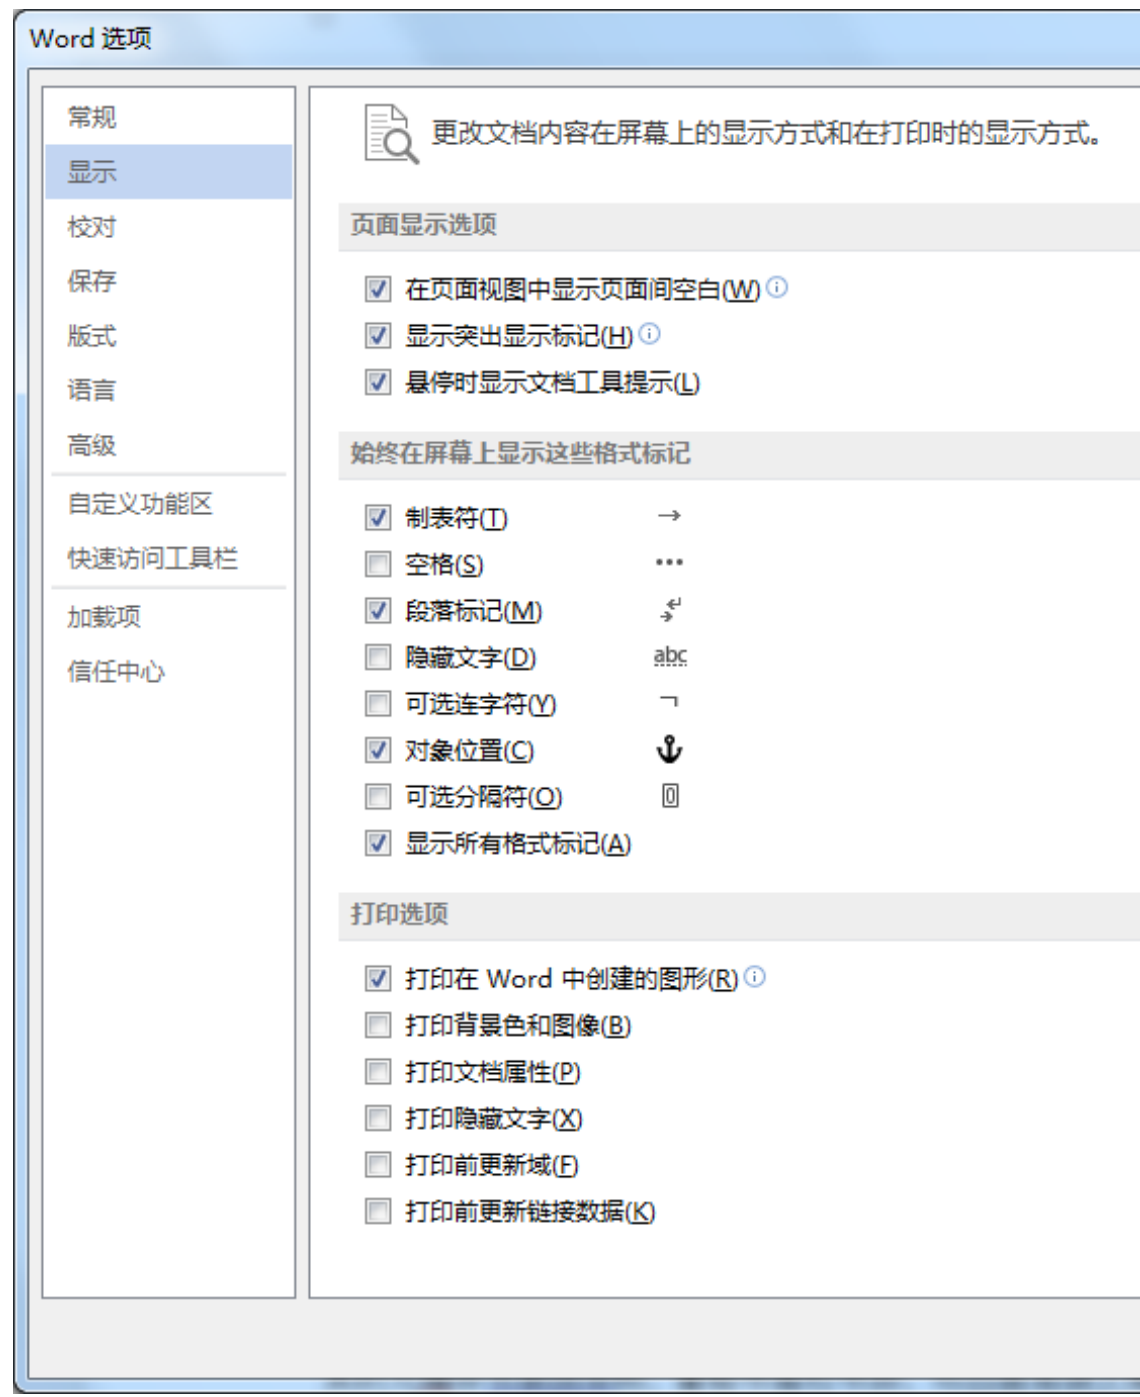 Word 选项
常规
显示
校对
保存
版式
语言
高级
自定义功能区
快速访问工具栏
加载项
信任中心
更改文档内容在屏幕上的显示方式和在打印时的显示方式。
页面显示选项
在页面视图中显示页面间空白(W)
显示突出显示标记(H)
悬停时显示文档工具提示(L)
始终在屏幕上显示这些格式标记
制表符(T) →
空格(S) •••
段落标记(M)
隐藏文字(D) abc
可选连字符(Y) ¬
对象位置(C)
可选分隔符(O)
显示所有格式标记(A)
打印选项
打印在 Word 中创建的图形(R)
打印背景色和图像(B)
打印文档属性(P)
打印隐藏文字(X)
打印前更新域(F)
打印前更新链接数据(K)